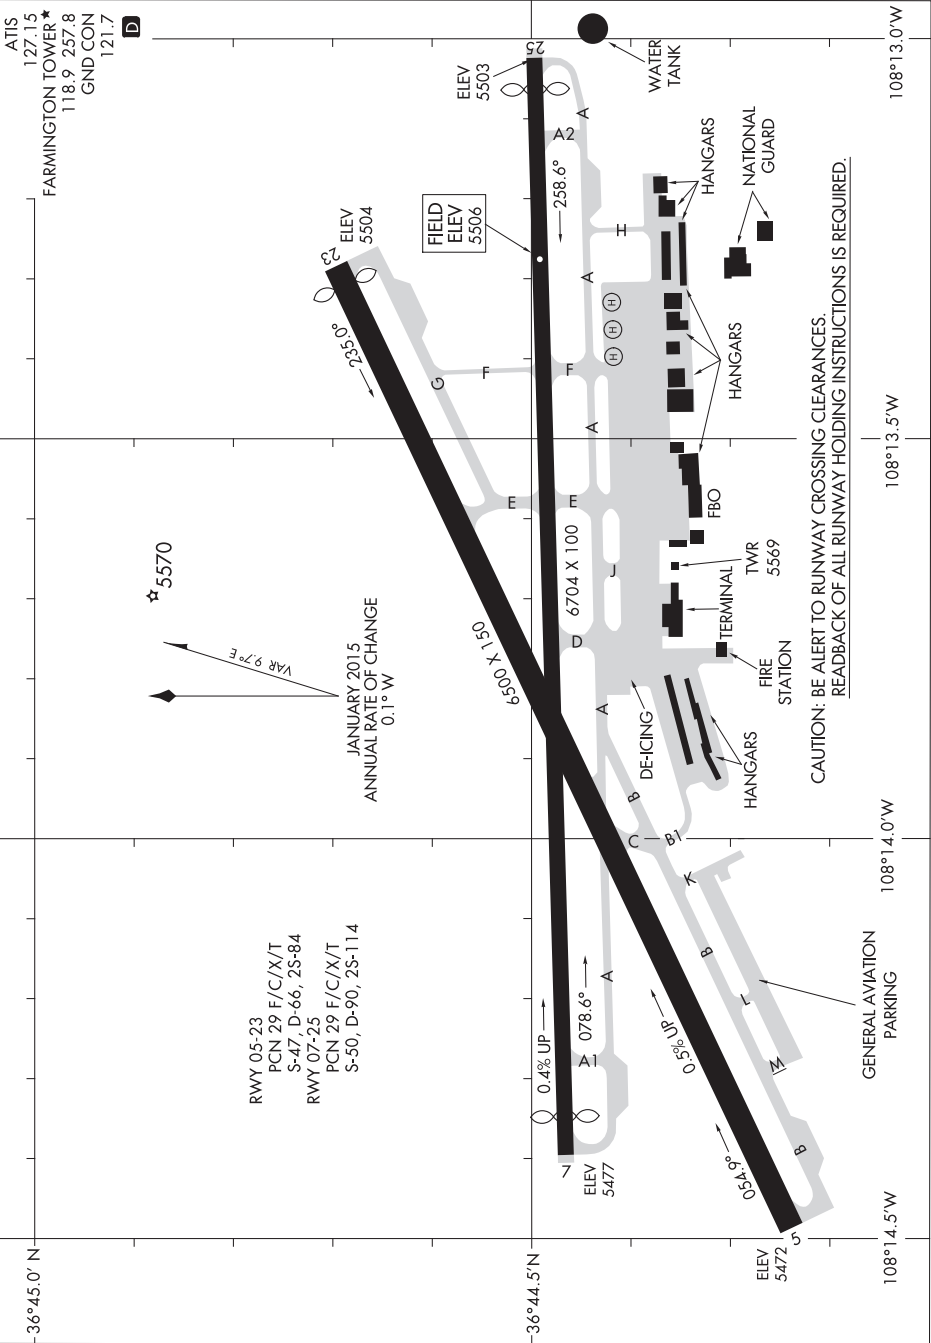 ATIS
127.15
FARMINGTON TOWER★
118.9 257.8
GND CON
121.7
D
36°45.0' N
36°44.5'N
108°14.5'W
108°14.0'W
108°13.5'W
108°13.0'W
RWY 05-23
PCN 29 F/C/X/T
S-47, D-66, 2S-84
RWY 07-25
PCN 29 F/C/X/T
S-50, D-90, 2S-114
5570
VAR 9.7° E
JANUARY 2015
ANNUAL RATE OF CHANGE
0.1° W
23
ELEV
5504
235.0°
FIELD
ELEV
5506
ELEV
5503
25
WATER
TANK
A2
A
258.6°
H
A
H
H
H
G
F
F
A
E
E
6500 X 150
6704 X 100
J
D
A
B
C
B1
K
B
A
L
M
B
A1
0.4% UP
078.6°
7
ELEV
5477
0.5% UP
054.9°
5
ELEV
5472
HANGARS
NATIONAL
GUARD
HANGARS
FBO
TWR
5569
TERMINAL
FIRE
STATION
DE-ICING
HANGARS
GENERAL AVIATION
PARKING
CAUTION: BE ALERT TO RUNWAY CROSSING CLEARANCES.
READBACK OF ALL RUNWAY HOLDING INSTRUCTIONS IS REQUIRED.